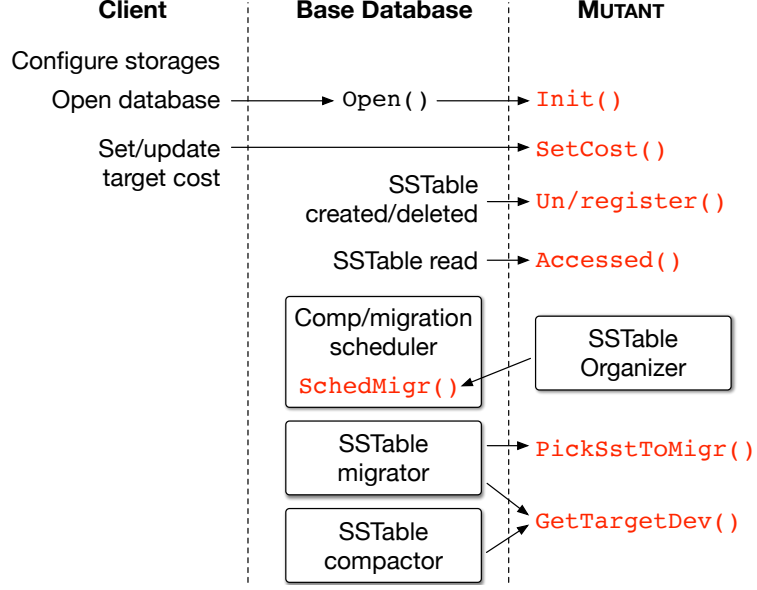 Client Base Database MUTANT
Configure storages
Open database Open() Init()
Set/update
target cost
SetCost()
SSTable
created/deleted
Un/register()
SSTable read Accessed()
Comp/migration
scheduler
SchedMigr()
SSTable
Organizer
SSTable
migrator
PickSstToMigr()
GetTargetDev()
SSTable
compactor